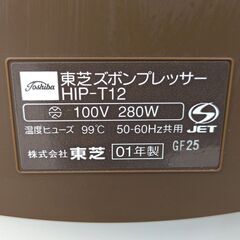 Toshiba 東芝ズボンプレッサー
HIP-T12
100V 280W
温度ヒューズ 99℃ 50-60Hz共用
JET
株式会社 東芝 01年製 GF25